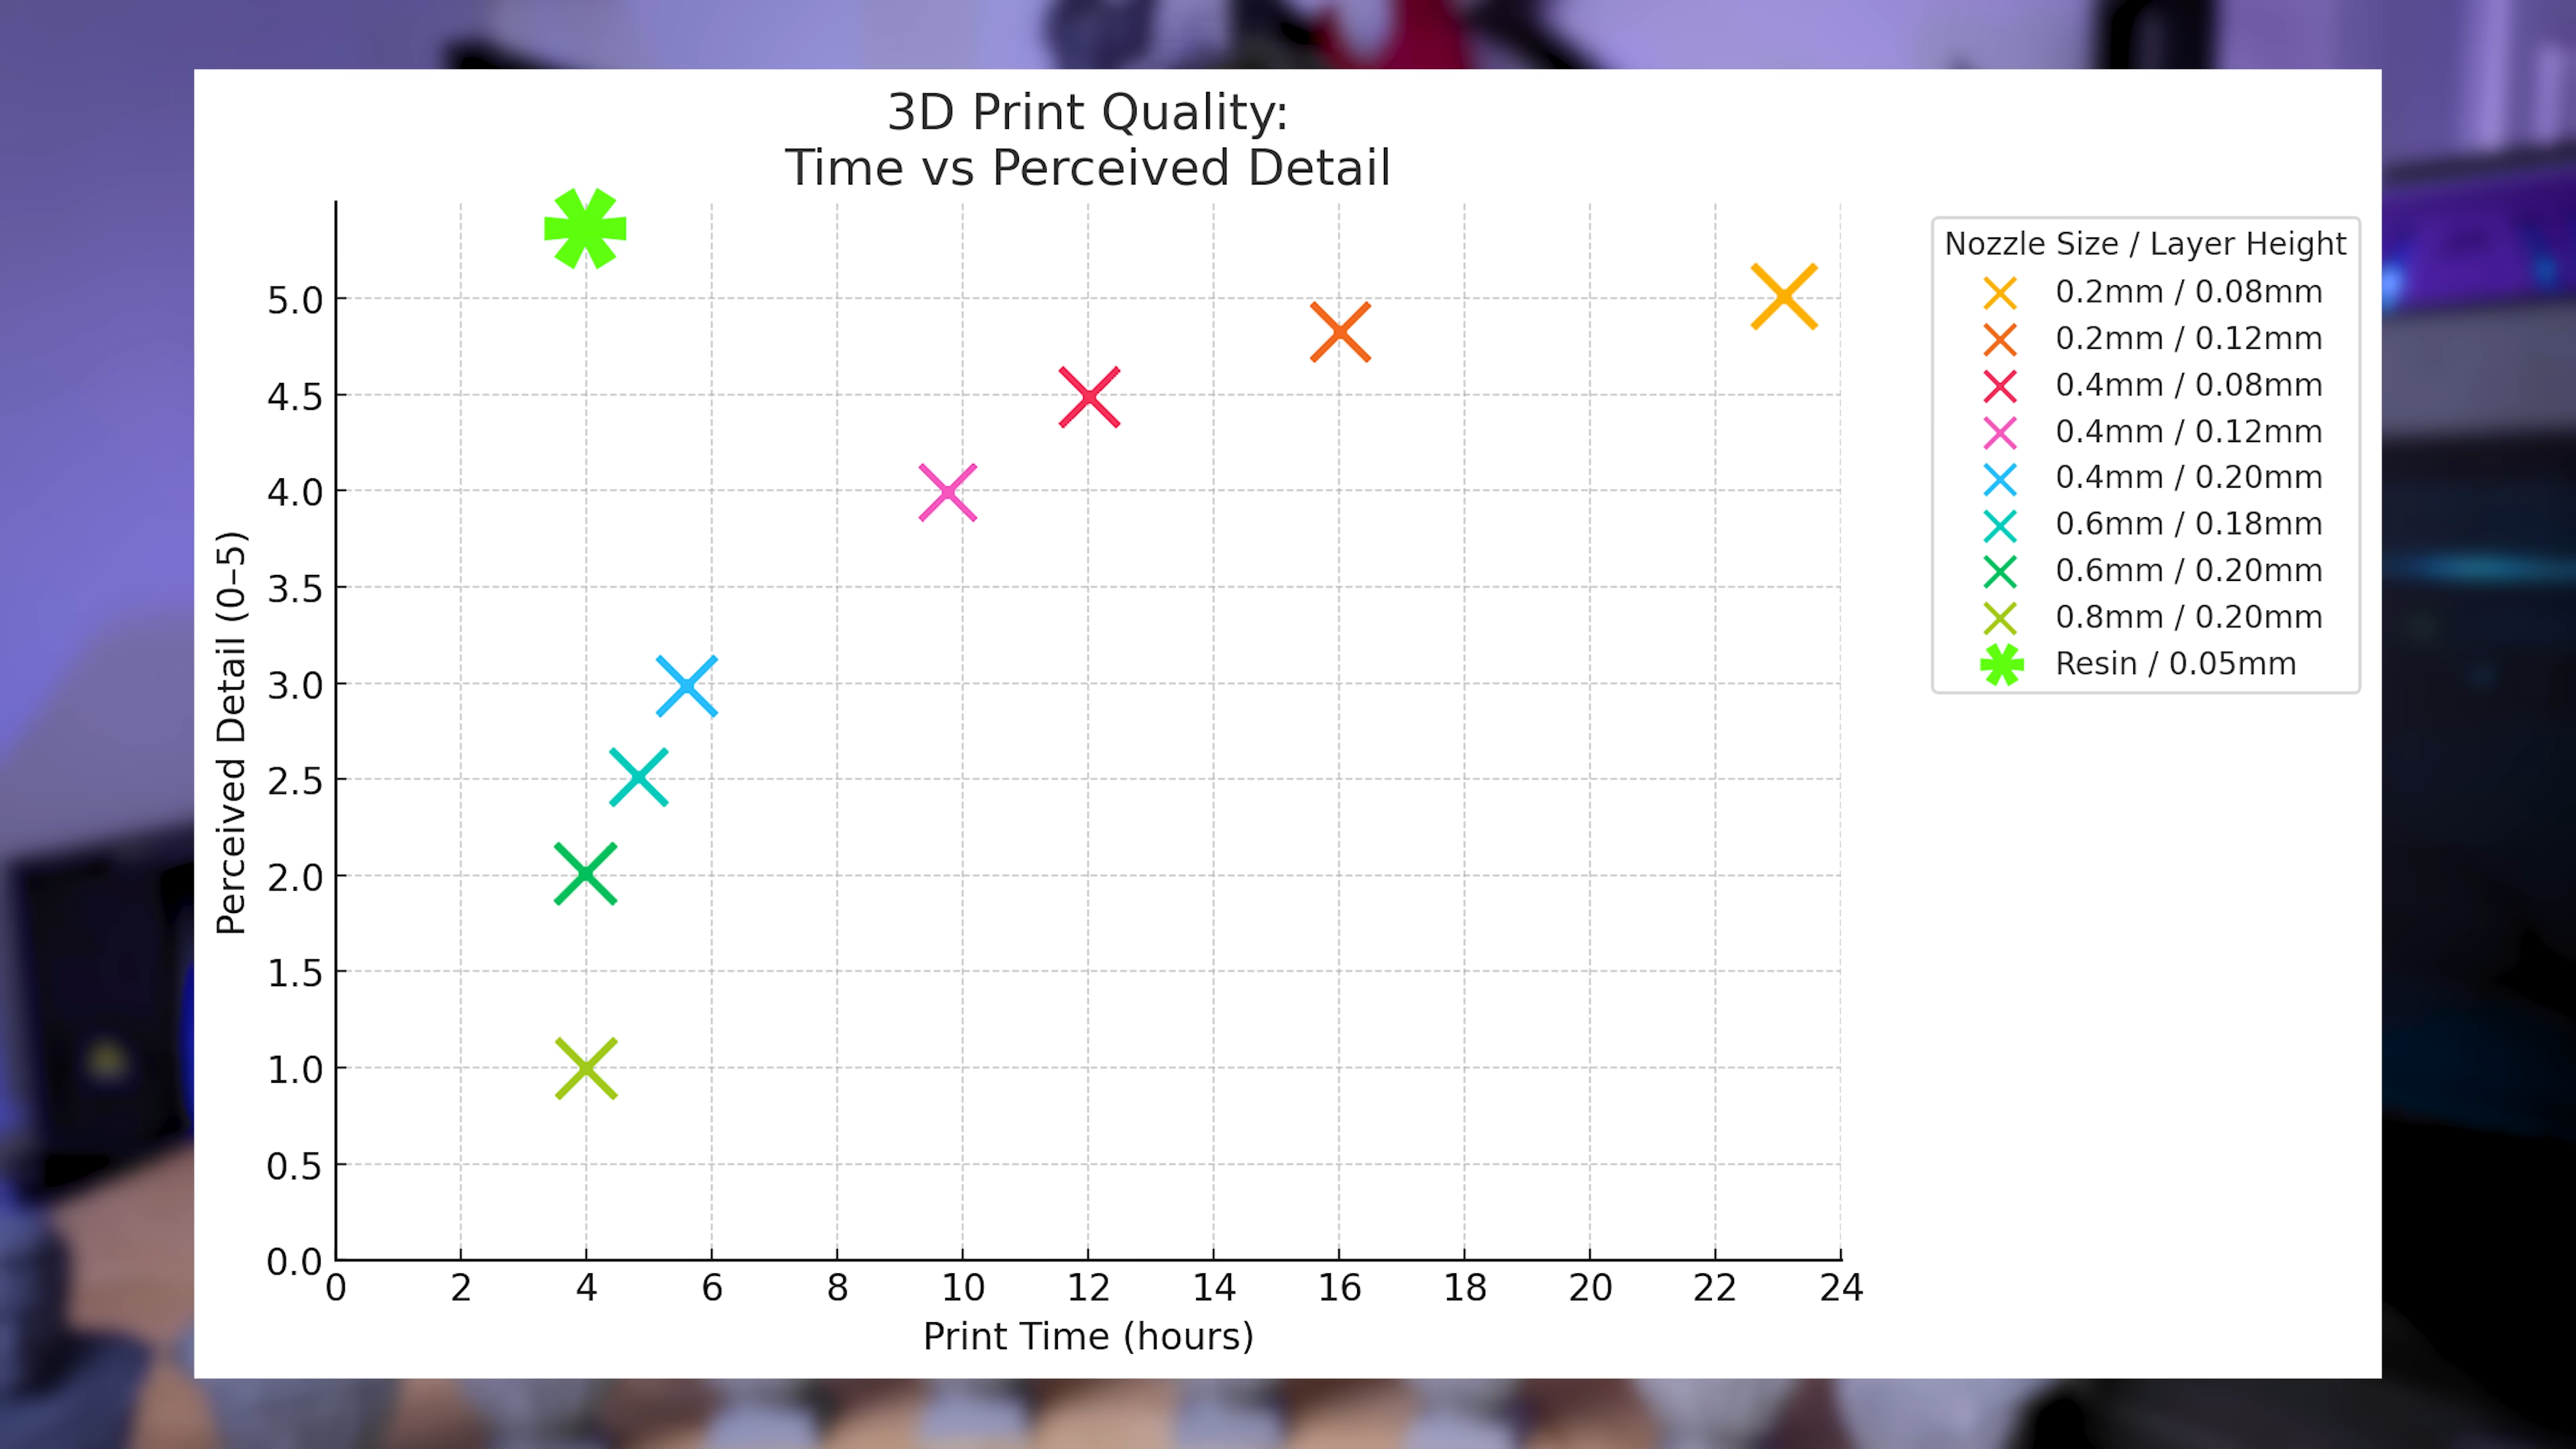 3D Print Quality:
Time vs Perceived Detail
Perceived Detail (0–5)
5.0
4.5
4.0
3.5
3.0
2.5
2.0
1.5
1.0
0.5
0.0
0 2 4 6 8 10 12 14 16 18 20 22 24
Print Time (hours)
Nozzle Size / Layer Height
0.2mm / 0.08mm
0.2mm / 0.12mm
0.4mm / 0.08mm
0.4mm / 0.12mm
0.4mm / 0.20mm
0.6mm / 0.18mm
0.6mm / 0.20mm
0.8mm / 0.20mm
Resin / 0.05mm